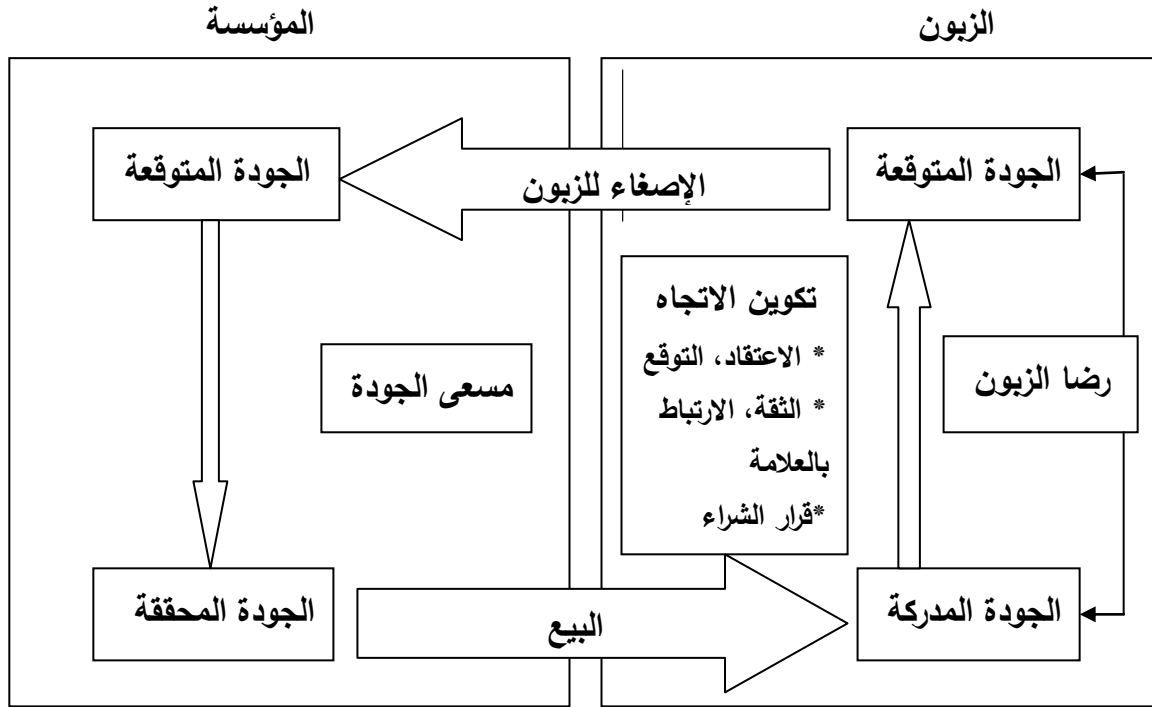 الزبون
المؤسسة
الجودة المتوقعة
الإصغاء للزبون
الجودة المتوقعة
تكوين الاتجاه
* الاعتقاد، التوقع
* الثقة، الارتباط
بالعلامة
*قرار الشراء
رضا الزبون
مسعى الجودة
الجودة المدركة
البيع
الجودة المحققة